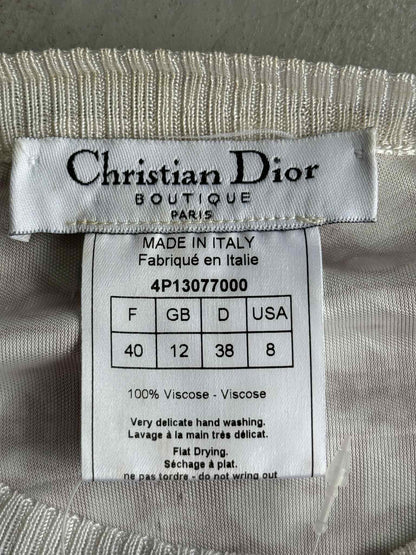 Christian Dior
BOUTIQUE
PARIS
MADE IN ITALY
Fabriqué en Italie
4P13077000
F GB D USA
40 12 38 8
100% Viscose - Viscose
Very delicate hand washing.
Lavage à la main très délicat.
Flat Drying.
Séchage à plat.
ne pas tordre - do not wring out